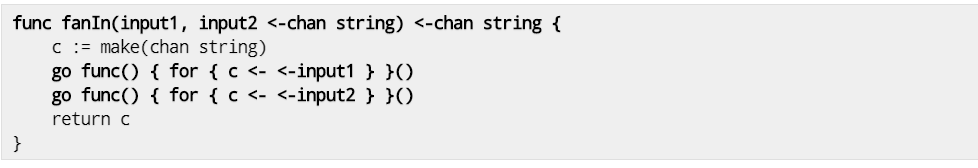 func fanIn(input1, input2 <-chan string) <-chan string {
    c := make(chan string)
    go func() { for { c <- <-input1 } }()
    go func() { for { c <- <-input2 } }()
    return c
}